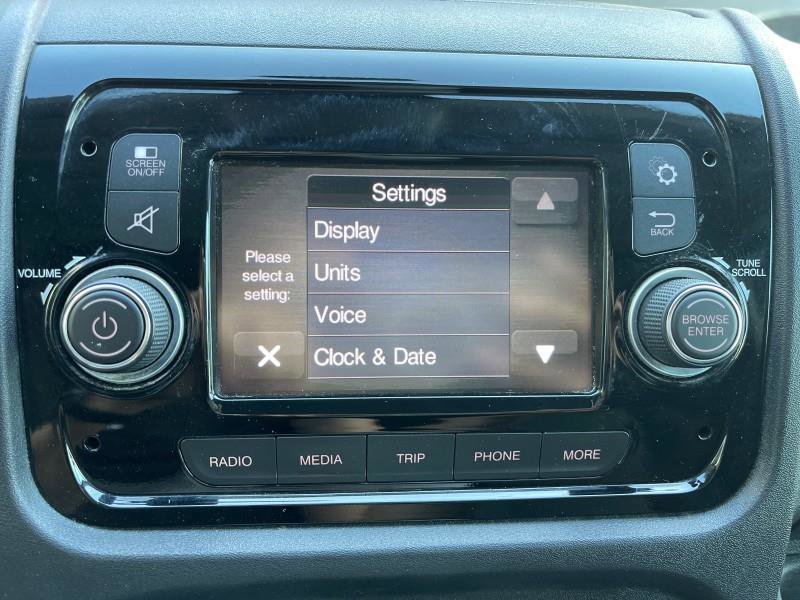 SCREEN
ON/OFF
VOLUME
Settings
Display
Units
Voice
Clock & Date
Please
select a
setting:
BACK
TUNE
SCROLL
BROWSE
ENTER
RADIO
MEDIA
TRIP
PHONE
MORE